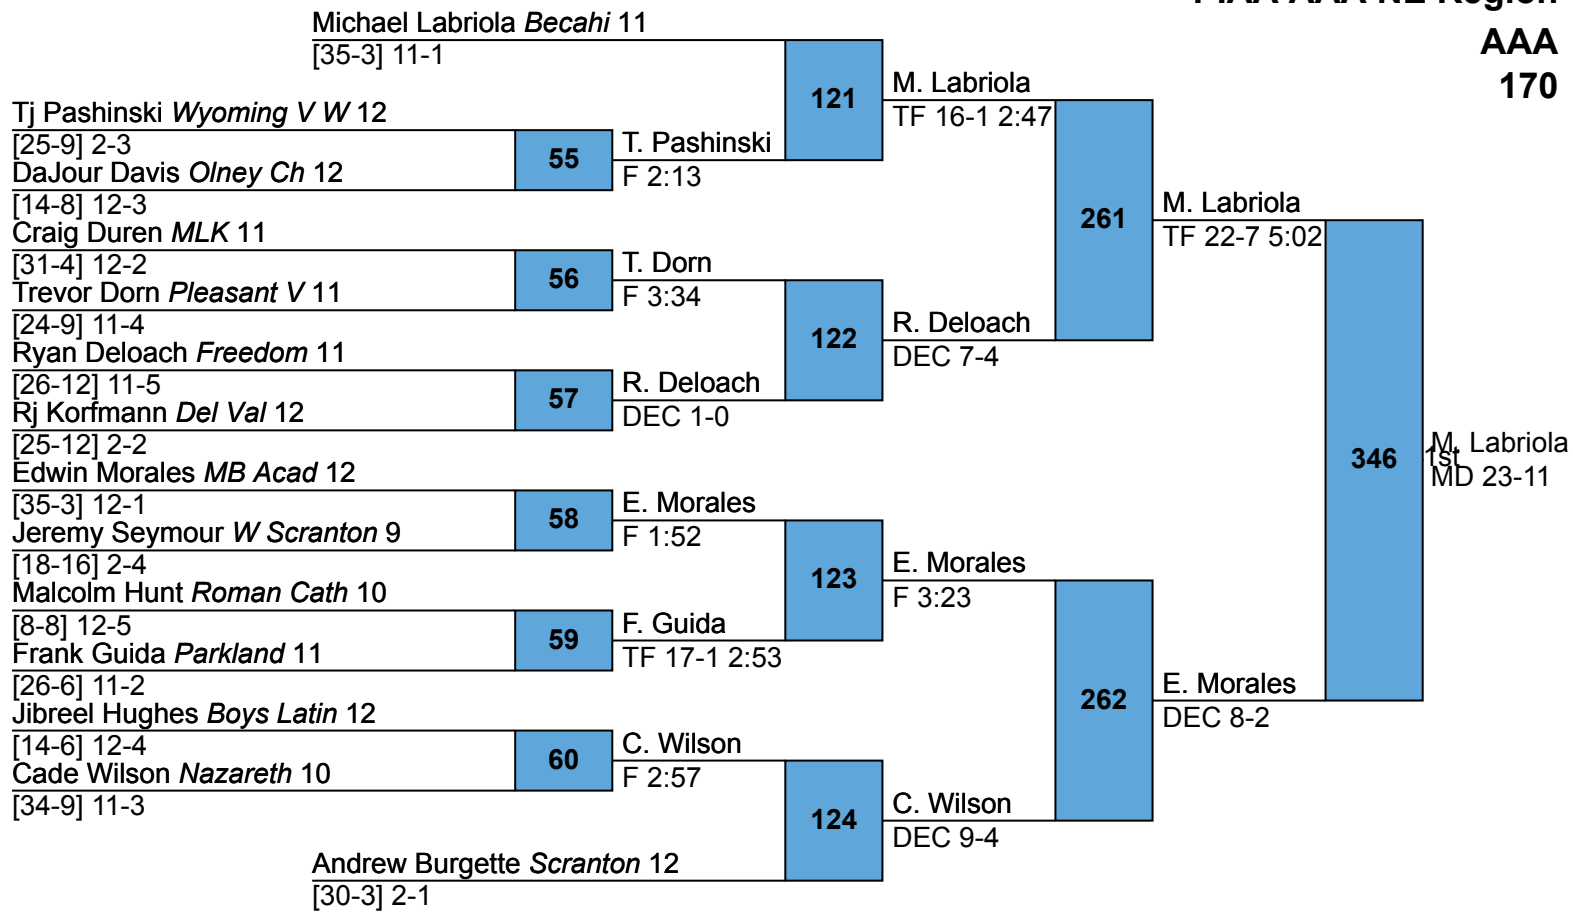 AAA
170
Michael Labriola Becahi 11
[35-3] 11-1
121
M. Labriola
TF 16-1 2:47
Tj Pashinski Wyoming V W 12
[25-9] 2-3
55
T. Pashinski
F 2:13
DaJour Davis Olney Ch 12
[14-8] 12-3
261
M. Labriola
TF 22-7 5:02
Craig Duren MLK 11
[31-4] 12-2
56
T. Dorn
F 3:34
Trevor Dorn Pleasant V 11
[24-9] 11-4
122
R. Deloach
DEC 7-4
Ryan Deloach Freedom 11
[26-12] 11-5
57
R. Deloach
DEC 1-0
Rj Korfmann Del Val 12
[25-12] 2-2
346
M. Labriola
1st
MD 23-11
Edwin Morales MB Acad 12
[35-3] 12-1
58
E. Morales
F 1:52
Jeremy Seymour W Scranton 9
[18-16] 2-4
123
E. Morales
F 3:23
Malcolm Hunt Roman Cath 10
[8-8] 12-5
59
F. Guida
TF 17-1 2:53
Frank Guida Parkland 11
[26-6] 11-2
262
E. Morales
DEC 8-2
Jibreel Hughes Boys Latin 12
[14-6] 12-4
60
C. Wilson
F 2:57
Cade Wilson Nazareth 10
[34-9] 11-3
124
C. Wilson
DEC 9-4
Andrew Burgette Scranton 12
[30-3] 2-1